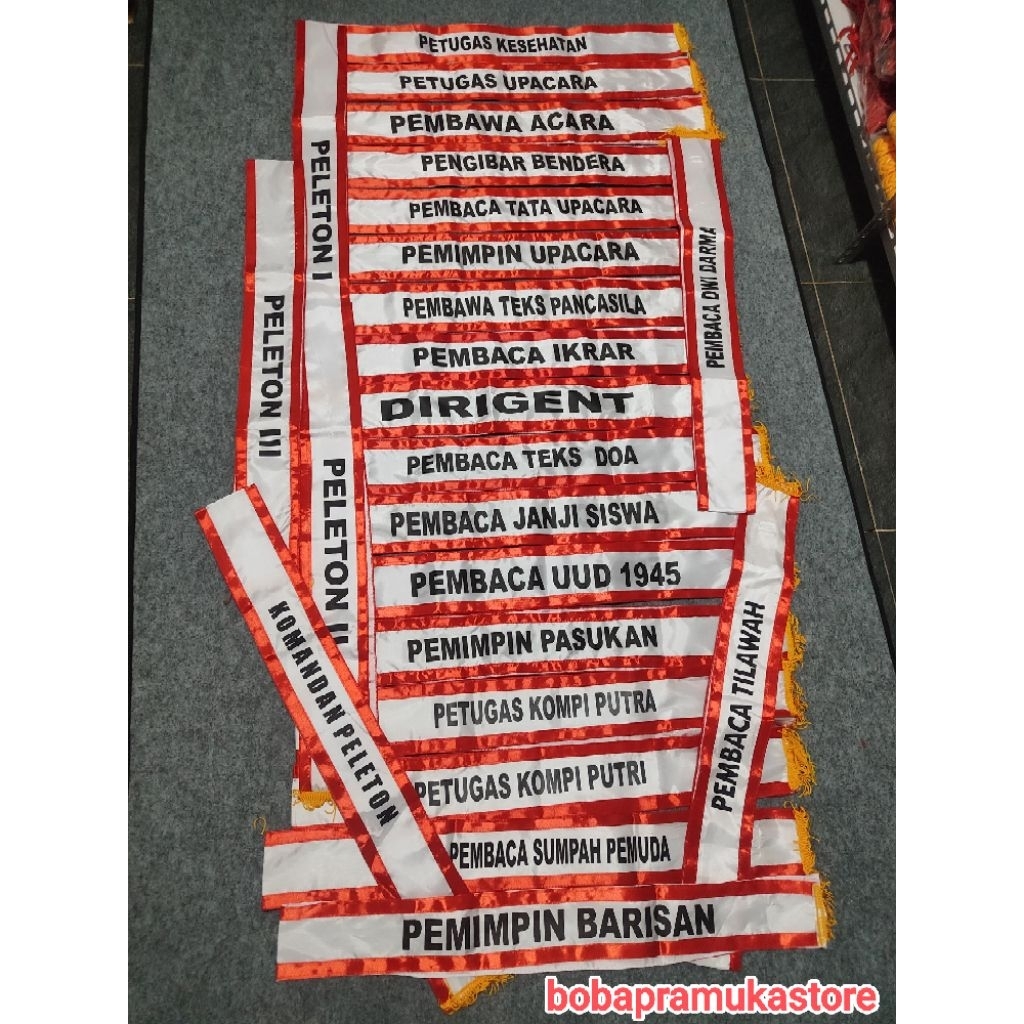 PETUGAS KESEHATAN
PETUGAS UPACARA
PEMBAWA ACARA
PENGIBAR BENDERA
PEMBACA TATA UPACARA
PEMIMPIN UPACARA
PEMBAWA TEKS PANCASILA
PEMBACA IKRAR
DIRIGENT
PEMBACA TEKS DOA
PEMBACA JANJI SISWA
PEMBACA UUD 1945
PEMIMPIN PASUKAN
PETUGAS KOMPI PUTRA
PETUGAS KOMPI PUTRI
PEMBACA SUMPAH PEMUDA
PEMIMPIN BARISAN
PELETON I
PELETON II
PELETON III
KOMANDAN PELETON
PEMBACA DWI DARMA
PEMBACA TILAWAH
bobapramukastore